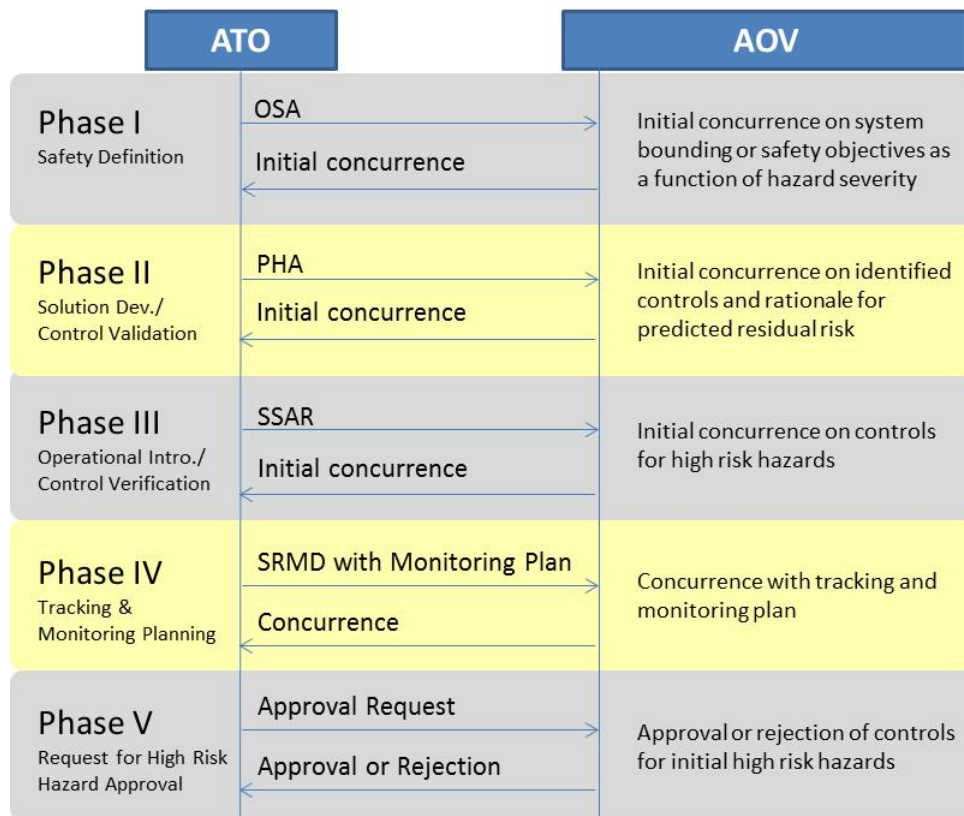 ATO
AOV
Phase I
Safety Definition
OSA
Initial concurrence
Initial concurrence on system
bounding or safety objectives as
a function of hazard severity
Phase II
Solution Dev./
Control Validation
PHA
Initial concurrence
Initial concurrence on identified
controls and rationale for
predicted residual risk
Phase III
Operational Intro./
Control Verification
SSAR
Initial concurrence
Initial concurrence on controls
for high risk hazards
Phase IV
Tracking &
Monitoring Planning
SRMD with Monitoring Plan
Concurrence
Concurrence with tracking and
monitoring plan
Phase V
Request for High Risk
Hazard Approval
Approval Request
Approval or Rejection
Approval or rejection of controls
for initial high risk hazards